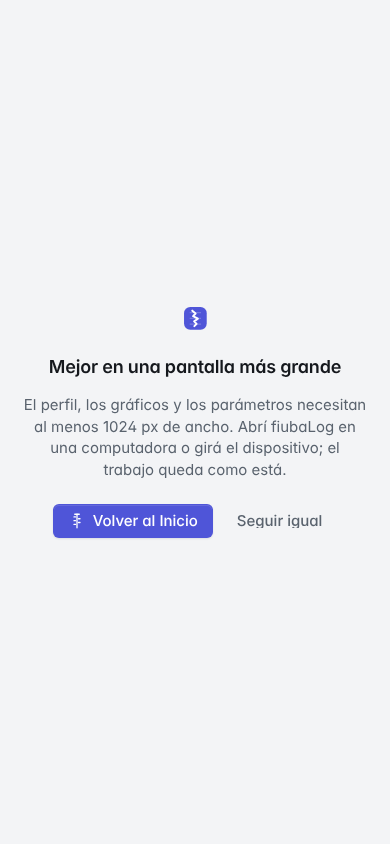 Mejor en una pantalla más grande
El perfil, los gráficos y los parámetros necesitan
al menos 1024 px de ancho. Abrí fiubaLog en
una computadora o girá el dispositivo; el
trabajo queda como está.
Volver al Inicio
Seguir igual